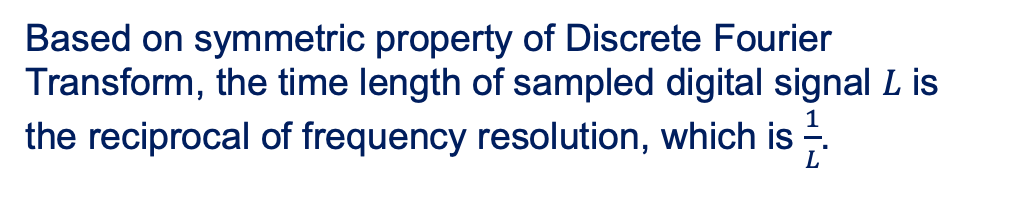 Based on symmetric property of Discrete Fourier
Transform, the time length of sampled digital signal L is
the reciprocal of frequency resolution, which is 1/L.